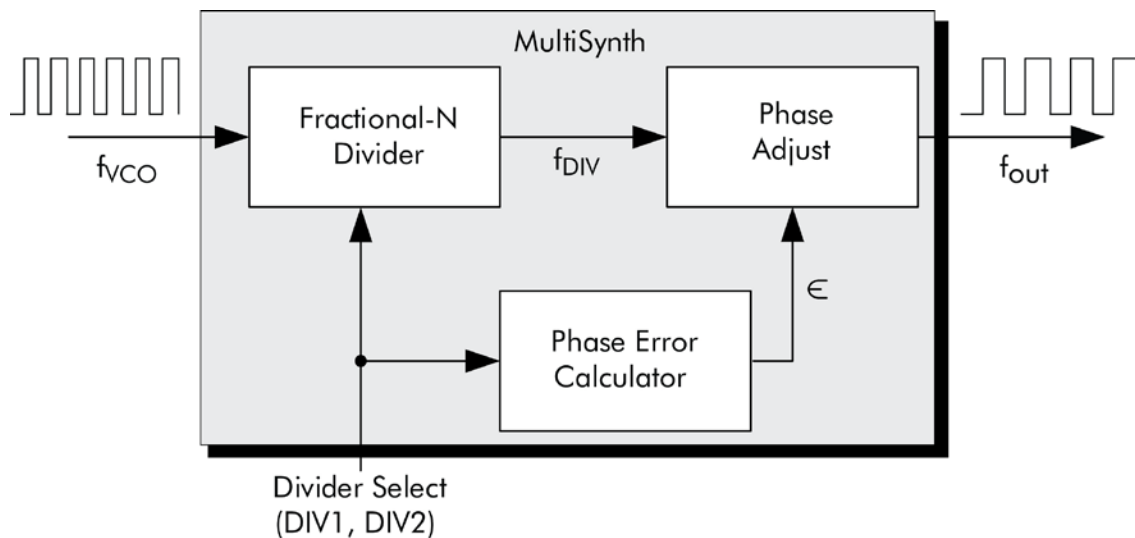 MultiSynth
Fractional-N
Divider
Phase
Adjust
fVCO
fDIV
fout
Phase Error
Calculator
∈
Divider Select
(DIV1, DIV2)